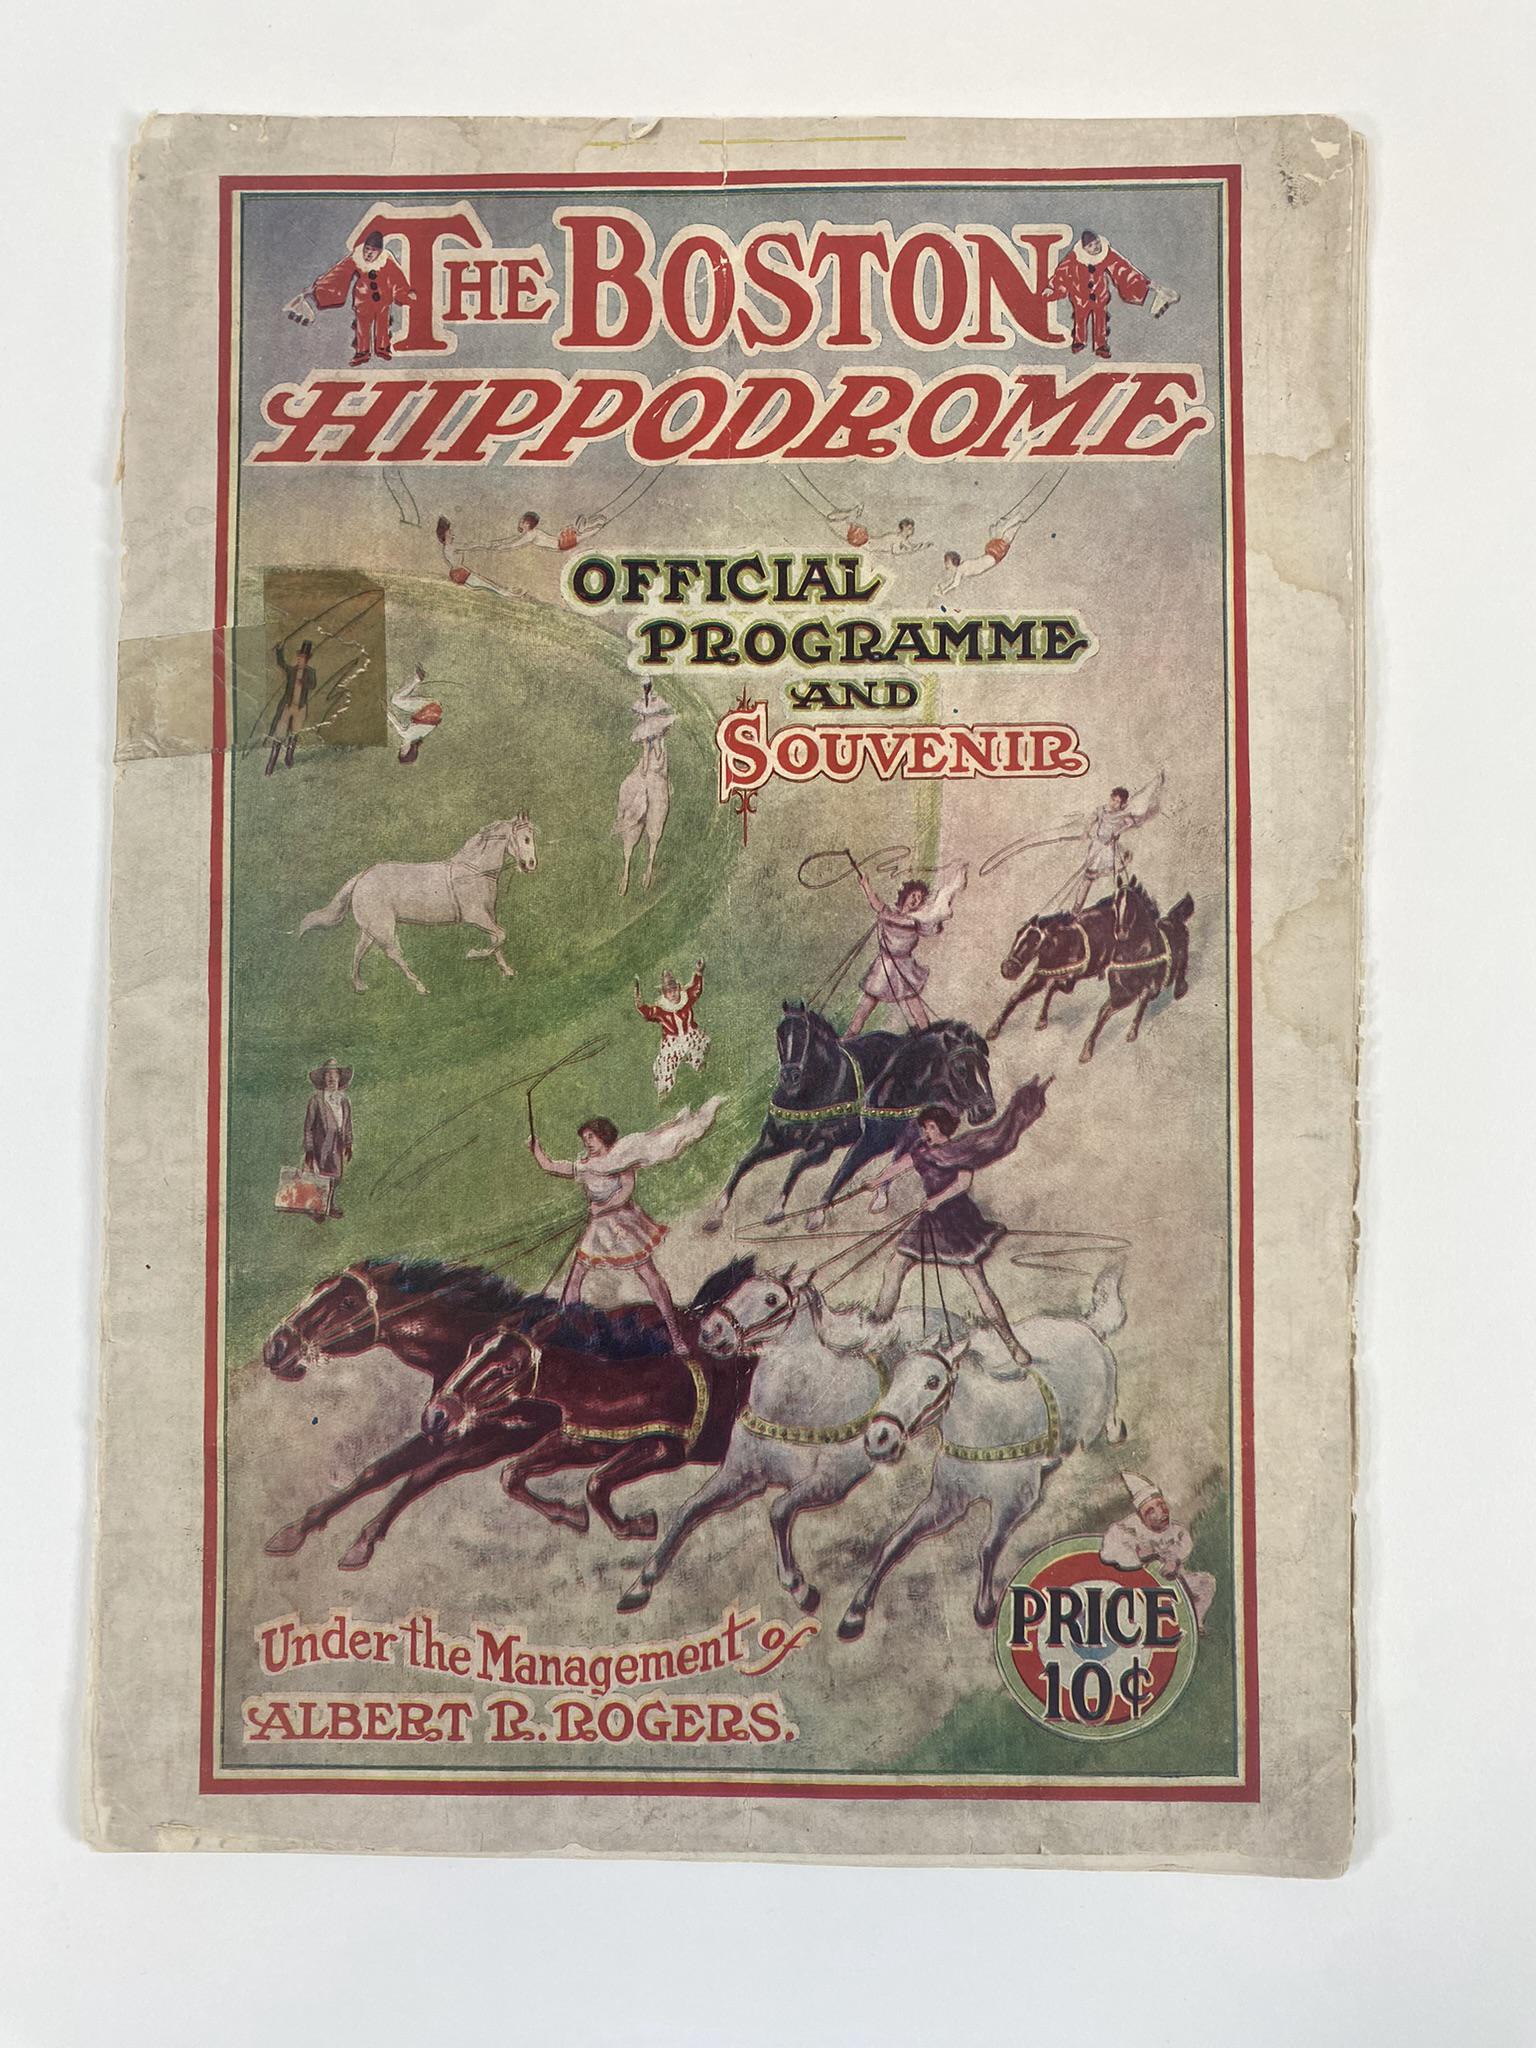 THE BOSTON
HIPPODROME
OFFICIAL
PROGRAMME
AND
SOUVENIR
Under the Management of
ALBERT R. ROGERS.
PRICE
10¢